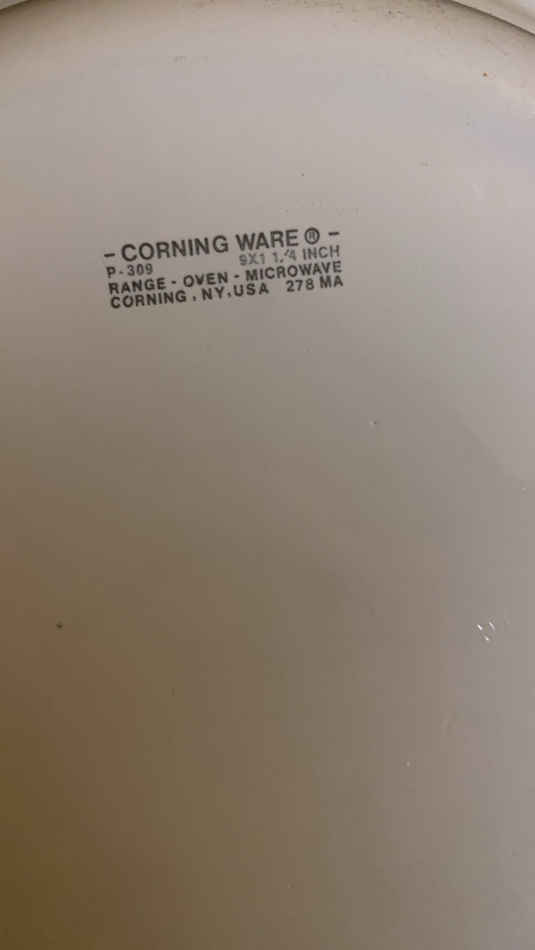 - CORNING WARE ® -
P-309 9X1 1/4 INCH
RANGE - OVEN - MICROWAVE
CORNING, NY, USA 278 MA